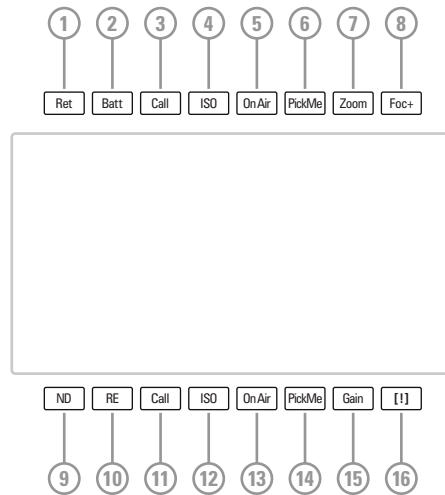 1 2 3 4 5 6 7 8
Ret Batt Call ISO On Air PickMe Zoom Foc+
ND RE Call ISO On Air PickMe Gain [!]
9 10 11 12 13 14 15 16